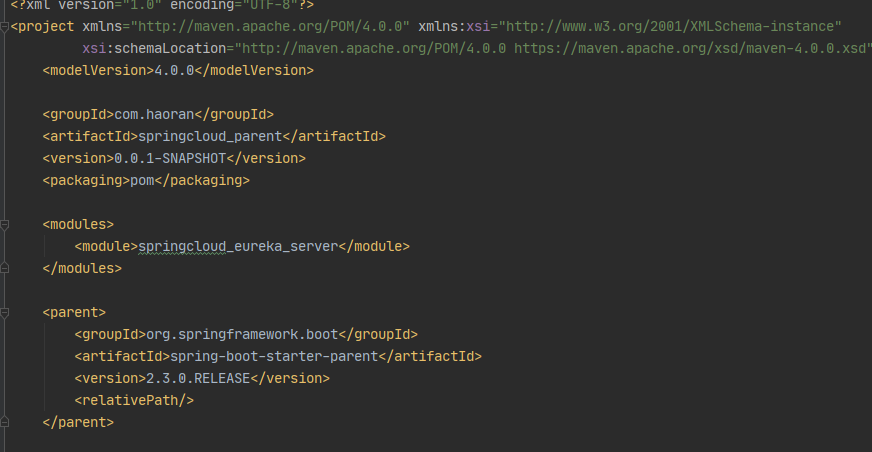 <?xml version="1.0" encoding="UTF-8"?>
<project xmlns="http://maven.apache.org/POM/4.0.0" xmlns:xsi="http://www.w3.org/2001/XMLSchema-instance"
xsi:schemaLocation="http://maven.apache.org/POM/4.0.0 https://maven.apache.org/xsd/maven-4.0.0.xsd"
<modelVersion>4.0.0</modelVersion>
<groupId>com.haoran</groupId>
<artifactId>springcloud_parent</artifactId>
<version>0.0.1-SNAPSHOT</version>
<packaging>pom</packaging>
<modules>
<module>springcloud_eureka_server</module>
</modules>
<parent>
<groupId>org.springframework.boot</groupId>
<artifactId>spring-boot-starter-parent</artifactId>
<version>2.3.0.RELEASE</version>
<relativePath/>
</parent>